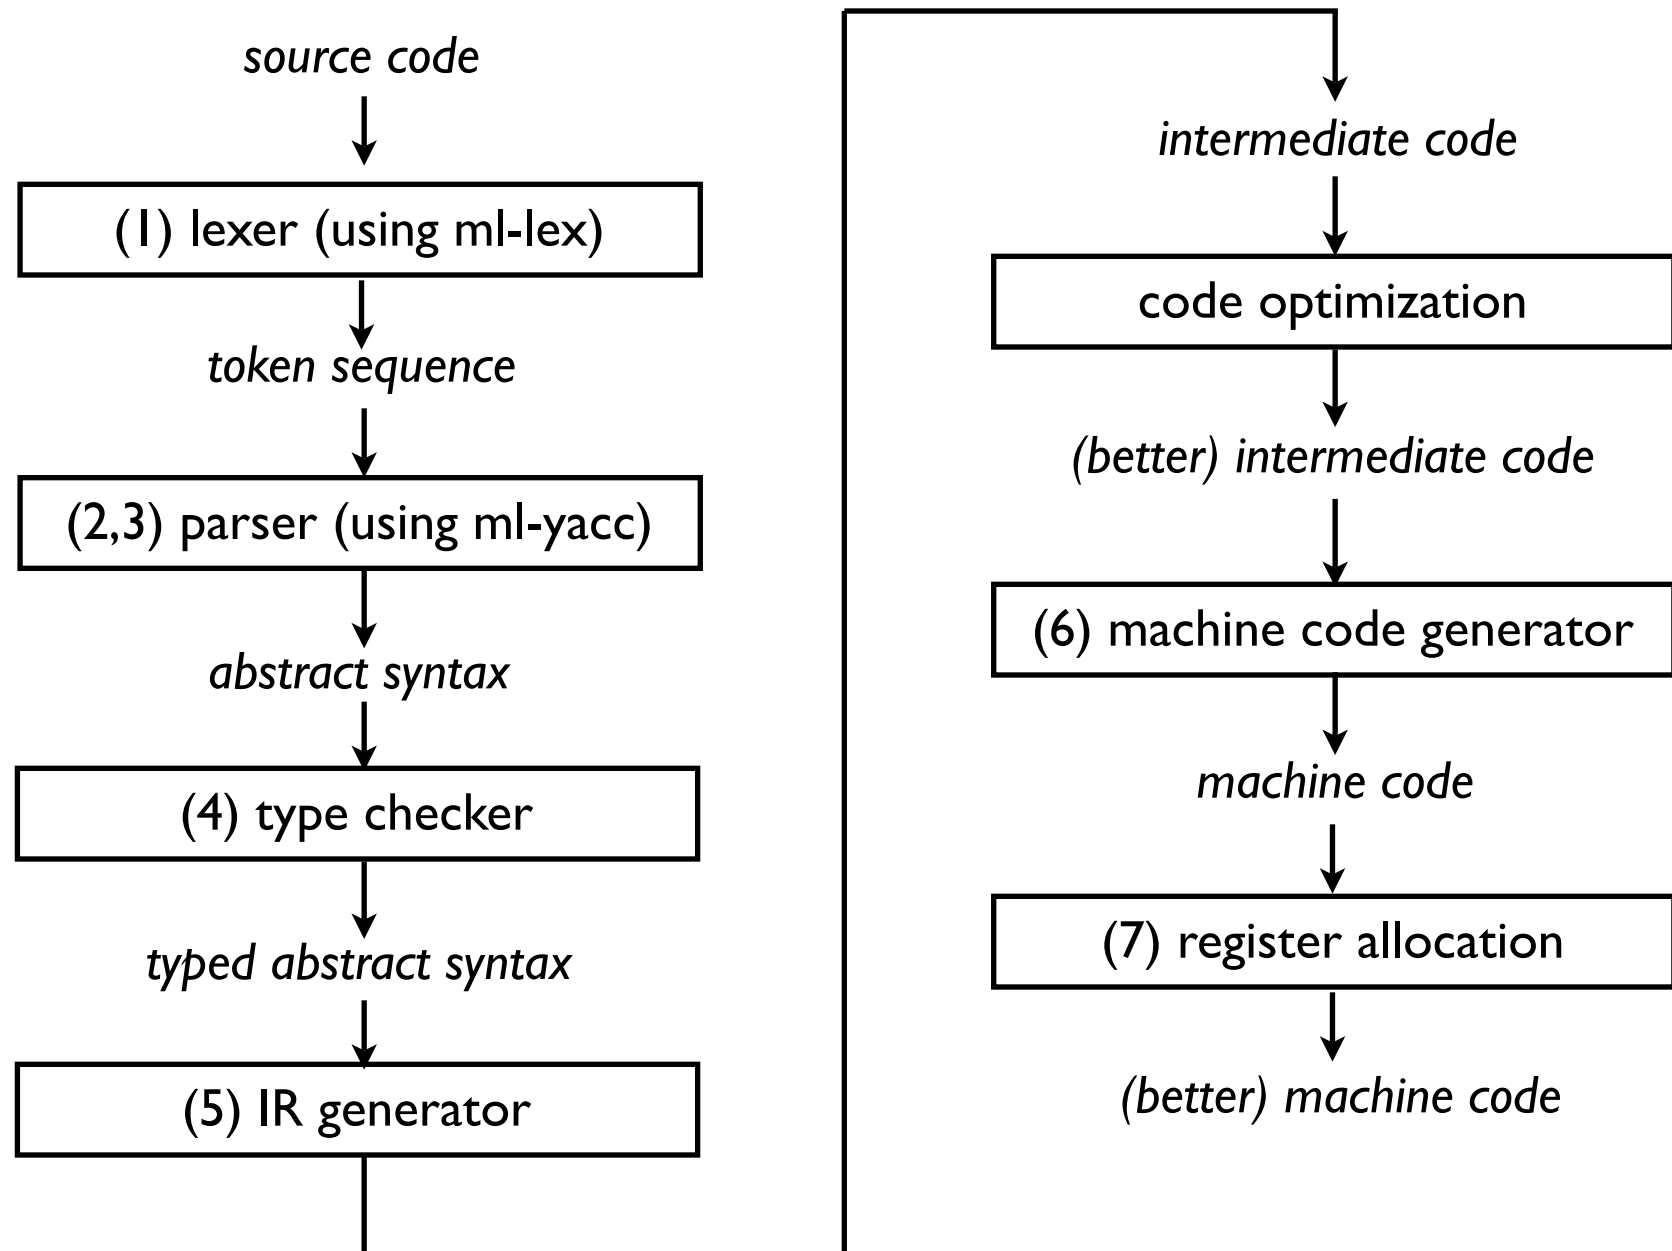 source code
(1) lexer (using ml-lex)
token sequence
(2,3) parser (using ml-yacc)
abstract syntax
(4) type checker
typed abstract syntax
(5) IR generator
intermediate code
code optimization
(better) intermediate code
(6) machine code generator
machine code
(7) register allocation
(better) machine code